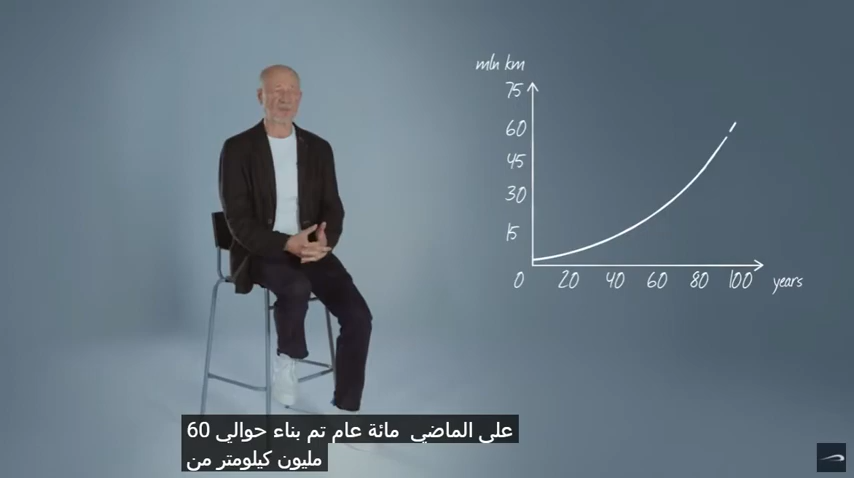 mln km
75
60
45
30
15
0 20 40 60 80 100 years
على الماضي مائة عام تم بناء حوالي 60
مليون كيلومتر من